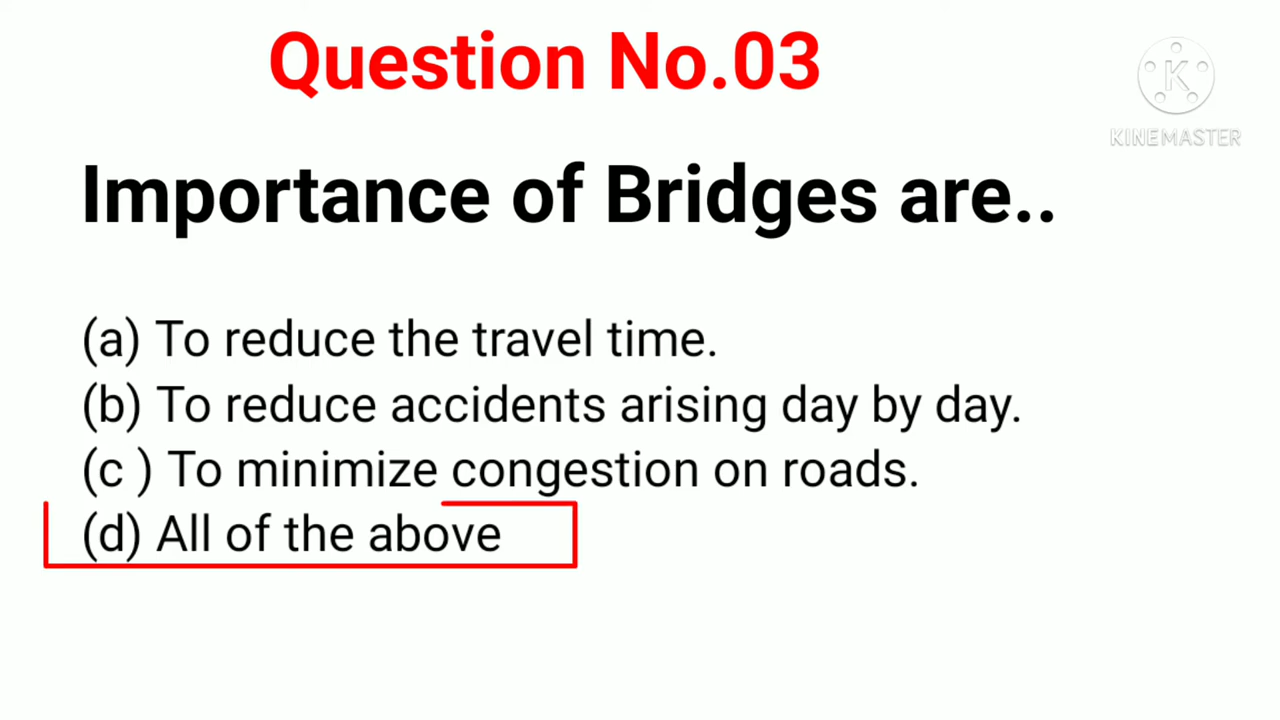 Question No.03
K
KINEMASTER
Importance of Bridges are..
(a) To reduce the travel time.
(b) To reduce accidents arising day by day.
(c ) To minimize congestion on roads.
(d) All of the above